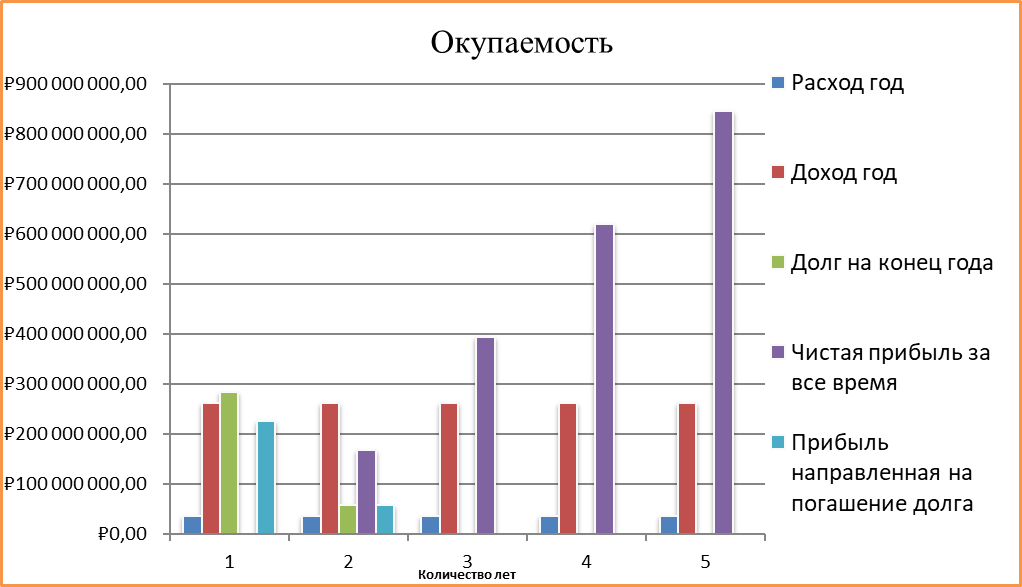 Окупаемость
₽900 000 000,00
₽800 000 000,00
₽700 000 000,00
₽600 000 000,00
₽500 000 000,00
₽400 000 000,00
₽300 000 000,00
₽200 000 000,00
₽100 000 000,00
₽0,00
1 2 3 4 5
Количество лет
Расход год
Доход год
Долг на конец года
Чистая прибыль за
все время
Прибыль
направленная на
погашение долга